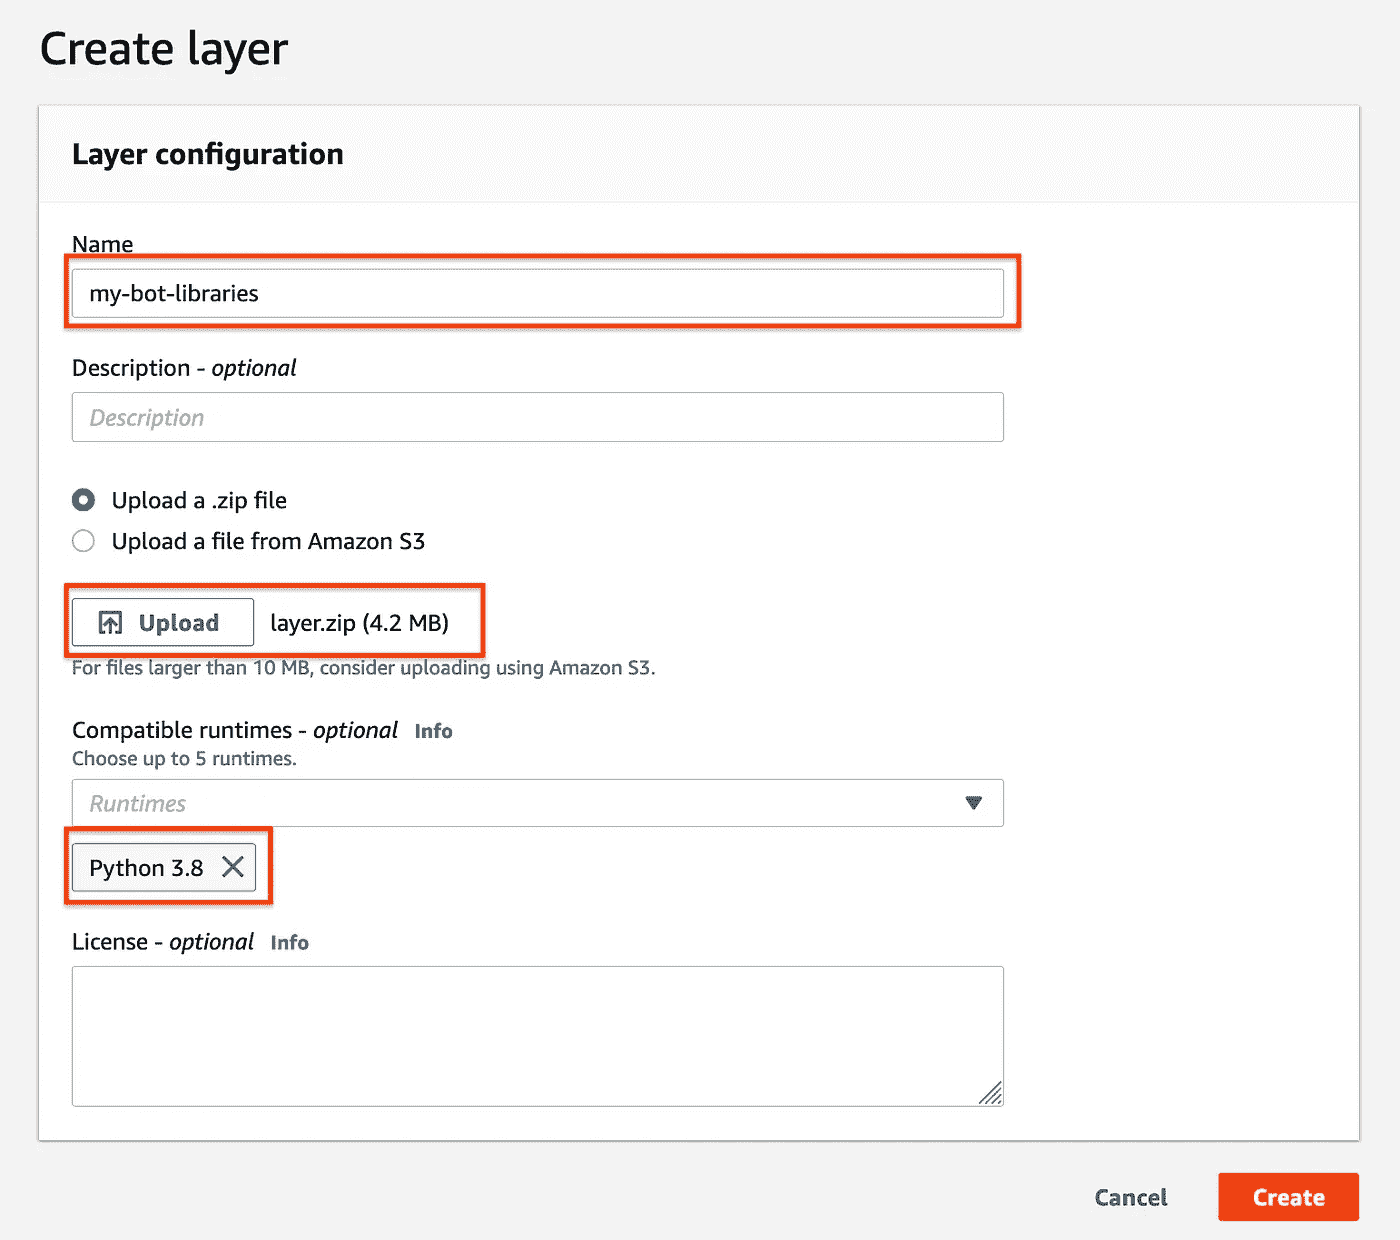 Create layer
Layer configuration
Name
my-bot-libraries
Description - optional
Description
Upload a .zip file
Upload a file from Amazon S3
Upload layer.zip (4.2 MB)
For files larger than 10 MB, consider uploading using Amazon S3.
Compatible runtimes - optional Info
Choose up to 5 runtimes.
Runtimes
Python 3.8
License - optional Info
Cancel Create